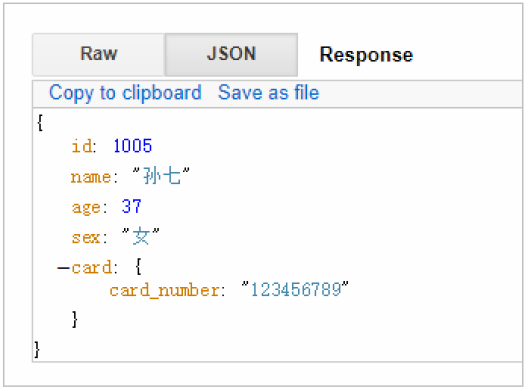 Raw JSON Response
Copy to clipboard Save as file
{
id: 1005
name: "孙七"
age: 37
sex: "女"
−card: {
card_number: "123456789"
}
}